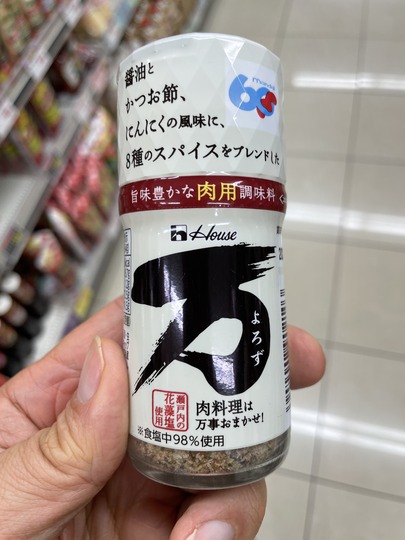 醤油と
かつお節、
にんにくの風味に、
8種のスパイスをブレンドした
旨味豊かな肉用調味料
House
万
よろず
瀬戸内の
花藻塩
使用
肉料理は
万事おまかせ!
※食塩中98%使用